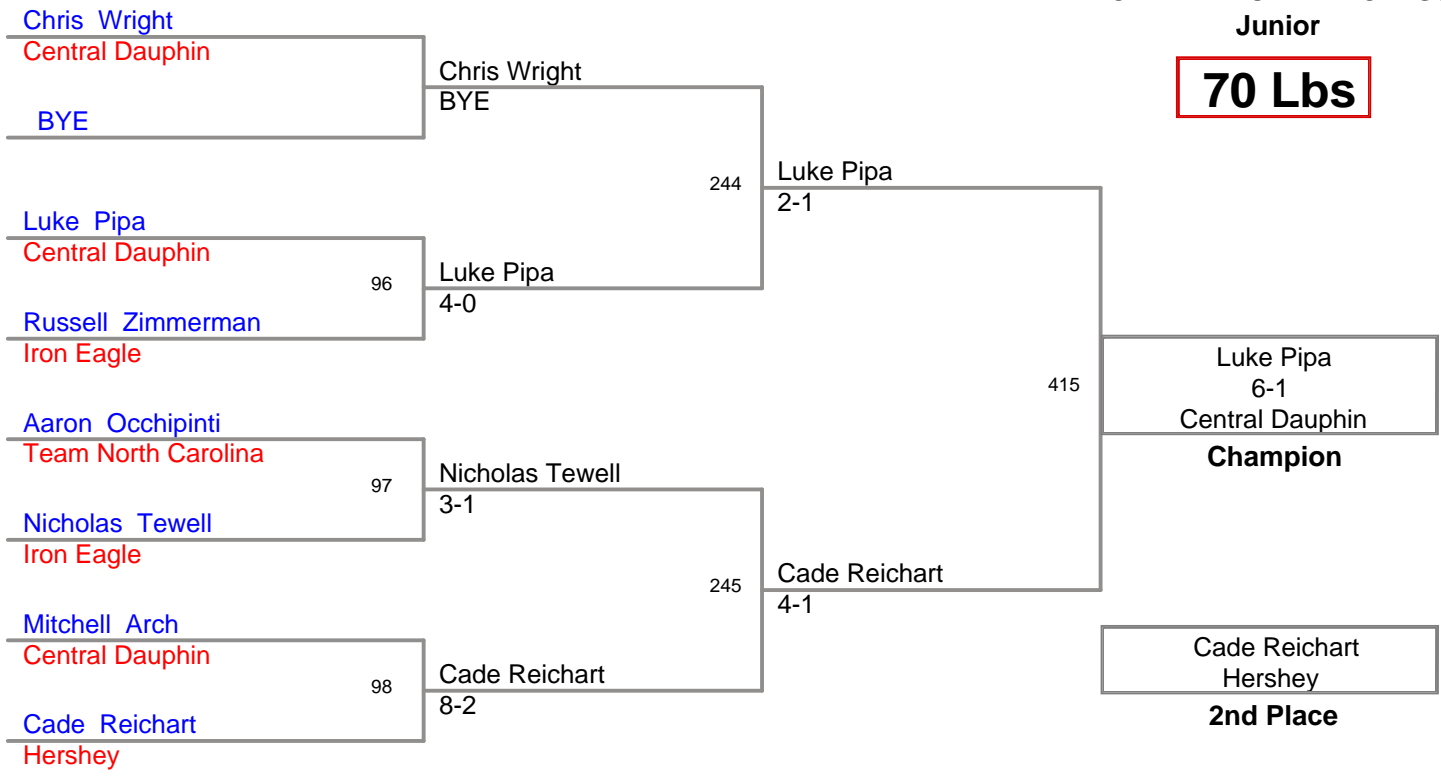 Junior
70 Lbs
Chris Wright
Central Dauphin
BYE
Luke Pipa
Central Dauphin
96
Russell Zimmerman
Iron Eagle
Aaron Occhipinti
Team North Carolina
97
Nicholas Tewell
Iron Eagle
Mitchell Arch
Central Dauphin
98
Cade Reichart
Hershey
Chris Wright
BYE
244
Luke Pipa
4-0
Nicholas Tewell
3-1
245
Cade Reichart
8-2
Luke Pipa
2-1
415
Cade Reichart
4-1
Luke Pipa
6-1
Central Dauphin
Champion
Cade Reichart
Hershey
2nd Place